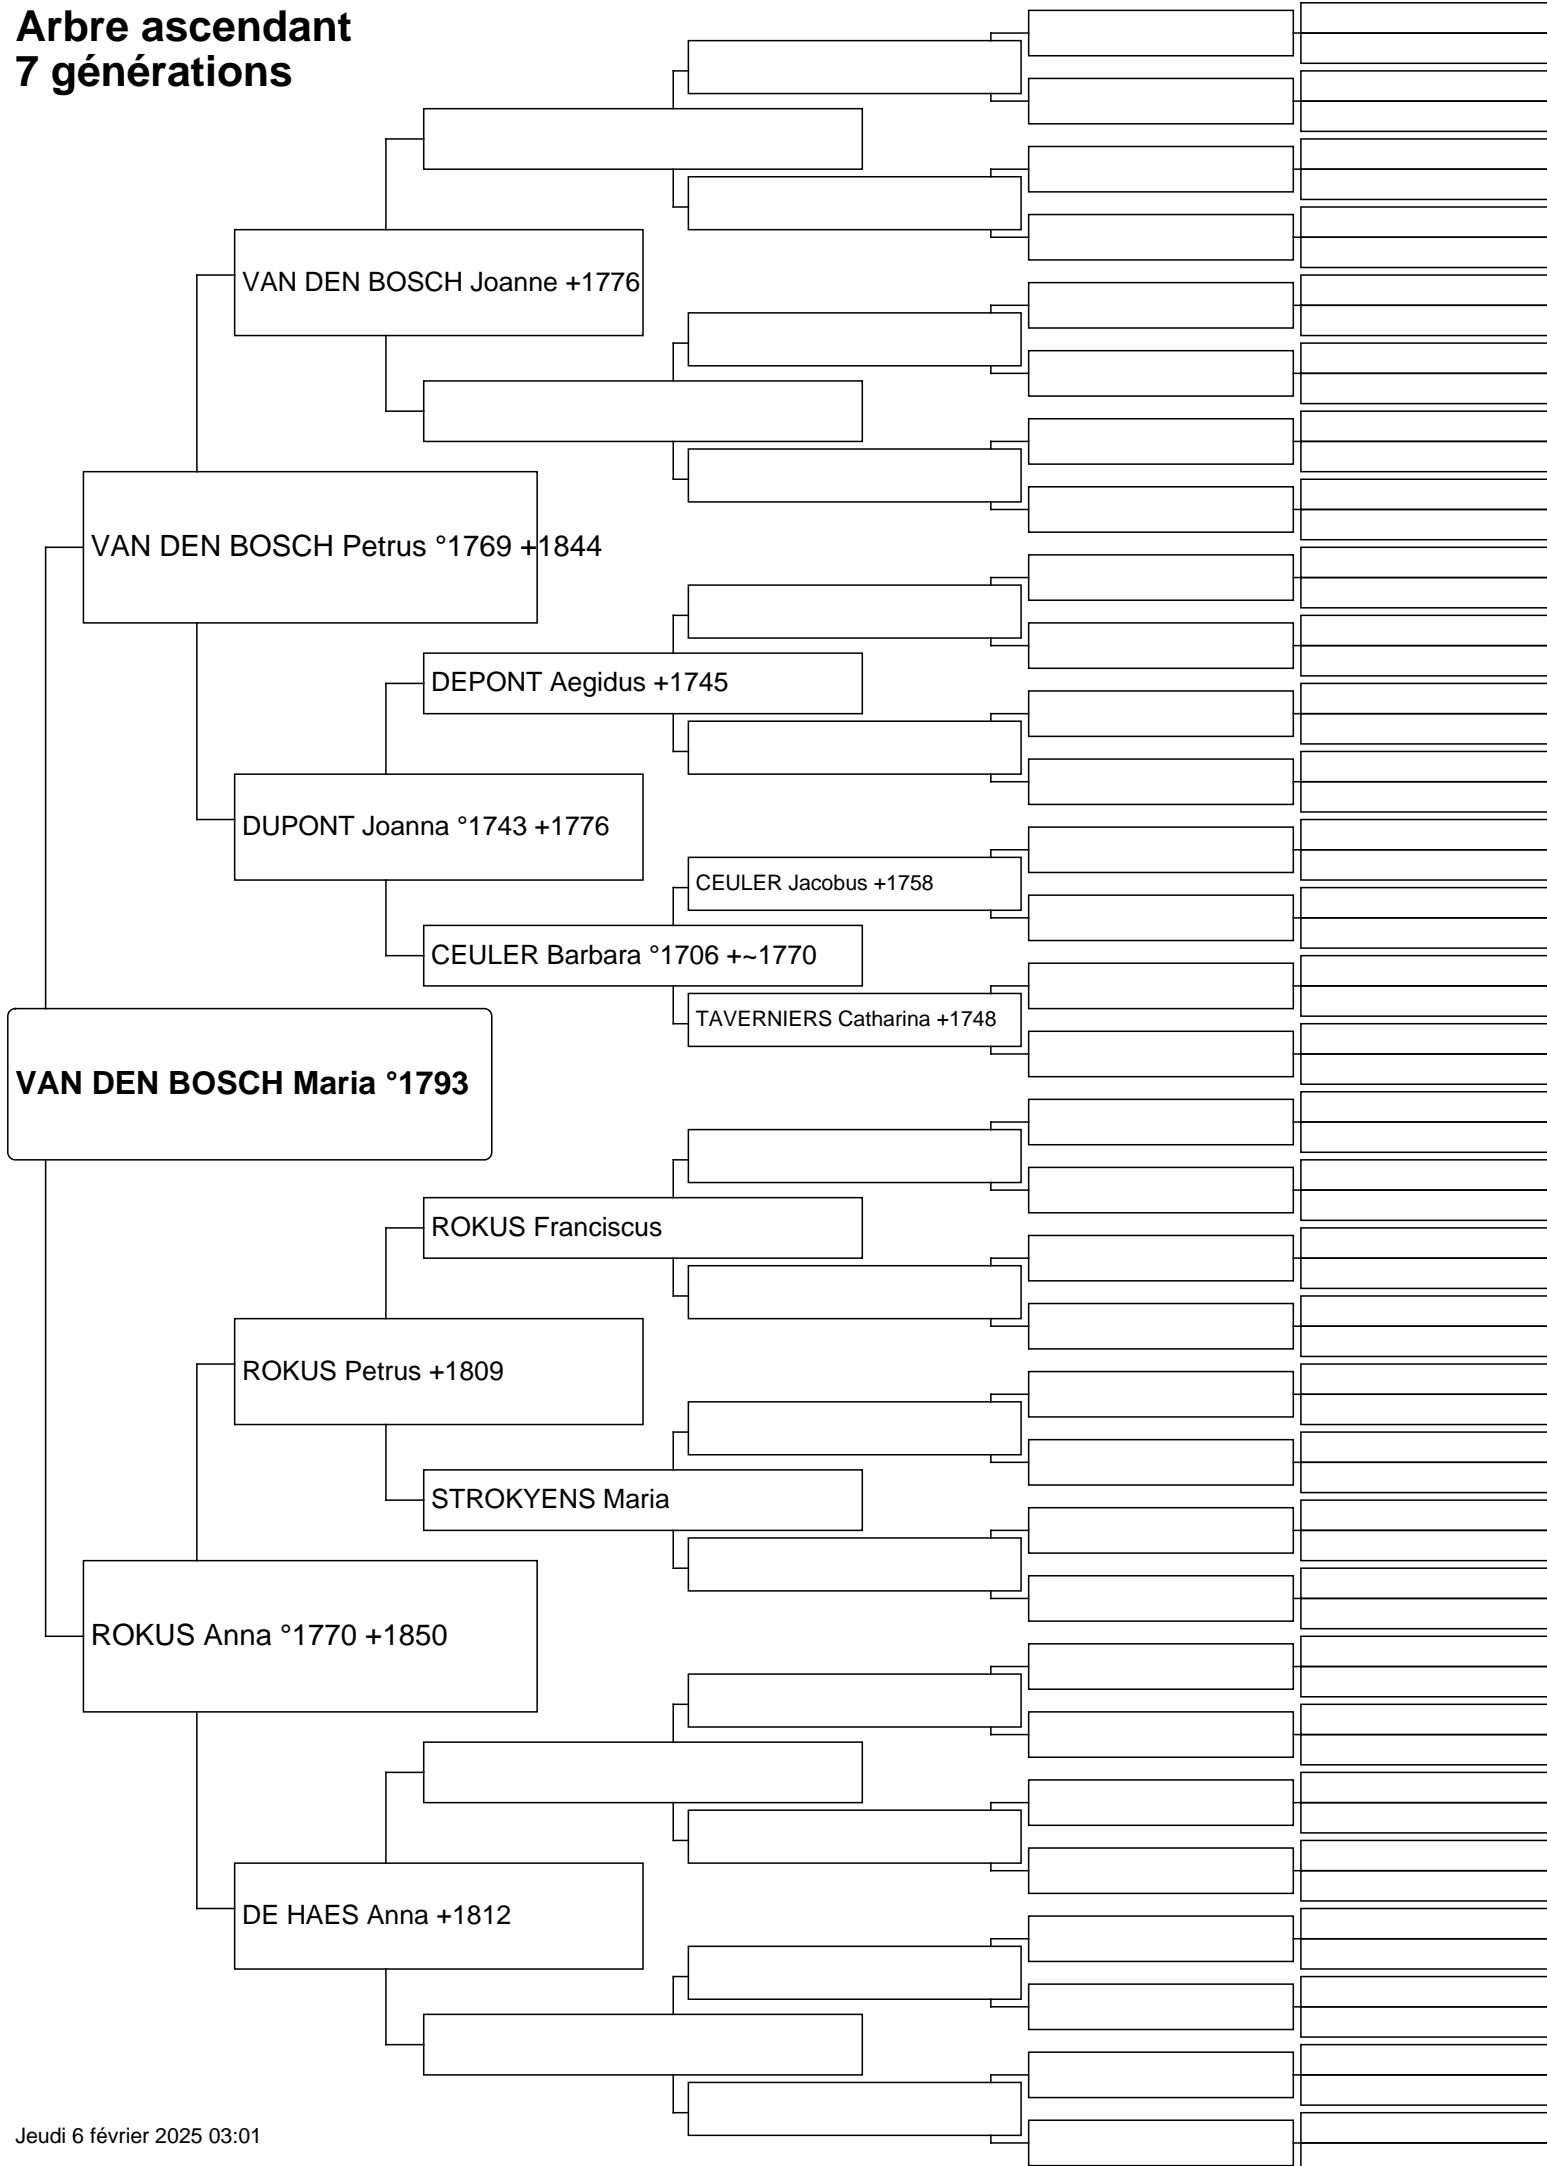 Arbre ascendant
7 générations
VAN DEN BOSCH Joanne +1776
VAN DEN BOSCH Petrus °1769 +1844
DEPONT Aegidus +1745
DUPONT Joanna °1743 +1776
CEULER Jacobus +1758
CEULER Barbara °1706 +~1770
TAVERNIERS Catharina +1748
VAN DEN BOSCH Maria °1793
ROKUS Franciscus
ROKUS Petrus +1809
STROKYENS Maria
ROKUS Anna °1770 +1850
DE HAES Anna +1812
Jeudi 6 février 2025 03:01